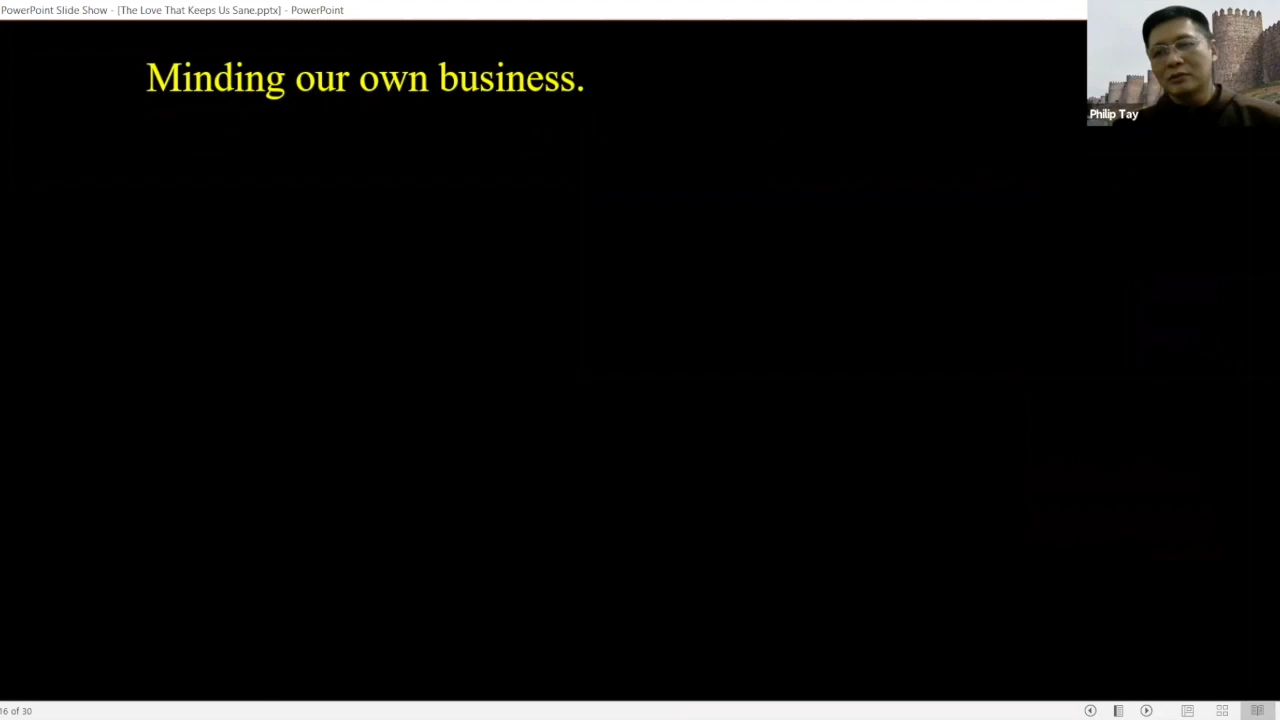 PowerPoint Slide Show - [The Love That Keeps Us Sane.pptx] - PowerPoint
Minding our own business.
Philip Tay
16 of 30